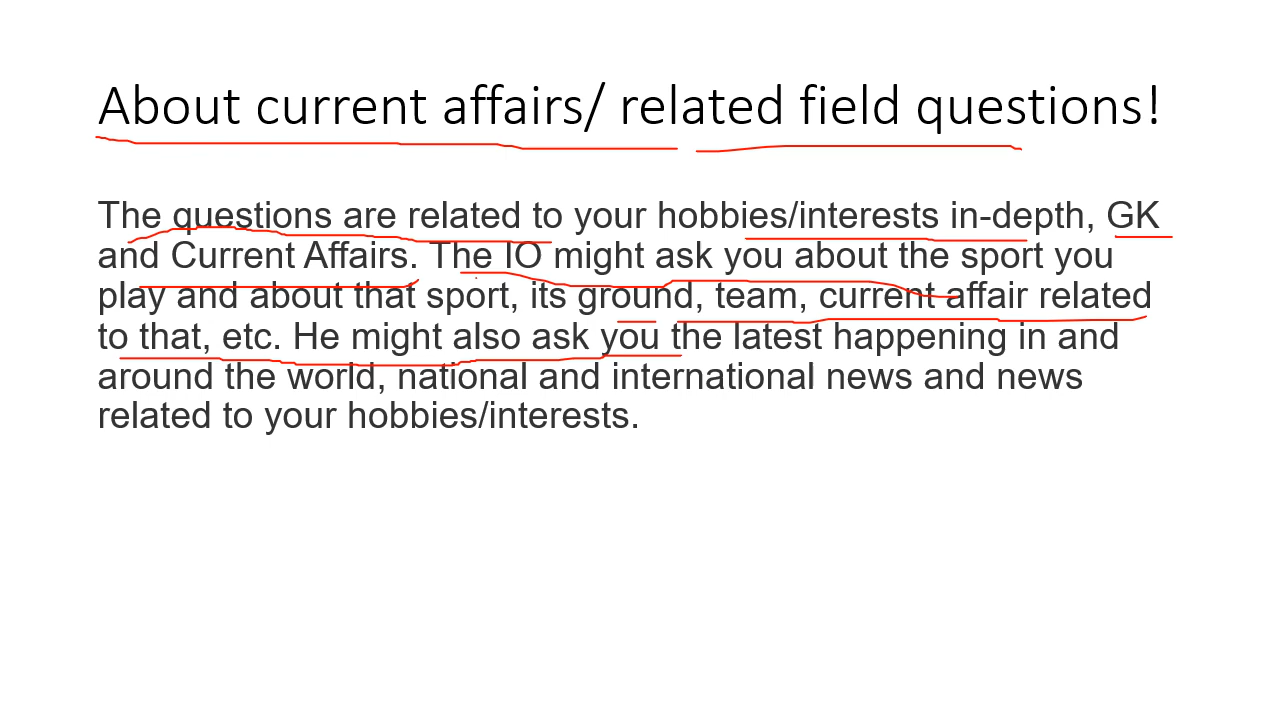 About current affairs/ related field questions!
The questions are related to your hobbies/interests in-depth, GK
and Current Affairs. The IO might ask you about the sport you
play and about that sport, its ground, team, current affair related
to that, etc. He might also ask you the latest happening in and
around the world, national and international news and news
related to your hobbies/interests.